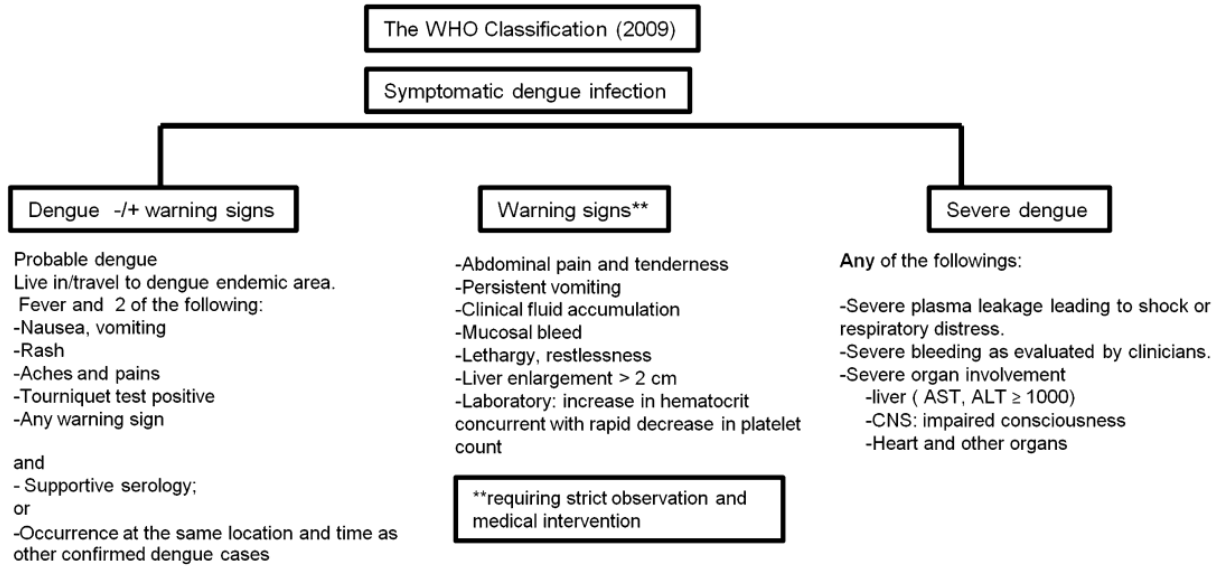 The WHO Classification (2009)
Symptomatic dengue infection
Dengue -/+ warning signs
Probable dengue
Live in/travel to dengue endemic area.
Fever and 2 of the following:
-Nausea, vomiting
-Rash
-Aches and pains
-Tourniquet test positive
-Any warning sign
and
- Supportive serology;
or
-Occurrence at the same location and time as
other confirmed dengue cases
Warning signs**
-Abdominal pain and tenderness
-Persistent vomiting
-Clinical fluid accumulation
-Mucosal bleed
-Lethargy, restlessness
-Liver enlargement > 2 cm
-Laboratory: increase in hematocrit
concurrent with rapid decrease in platelet
count
**requiring strict observation and
medical intervention
Severe dengue
Any of the followings:
-Severe plasma leakage leading to shock or
respiratory distress.
-Severe bleeding as evaluated by clinicians.
-Severe organ involvement
-liver ( AST, ALT ≥ 1000)
-CNS: impaired consciousness
-Heart and other organs